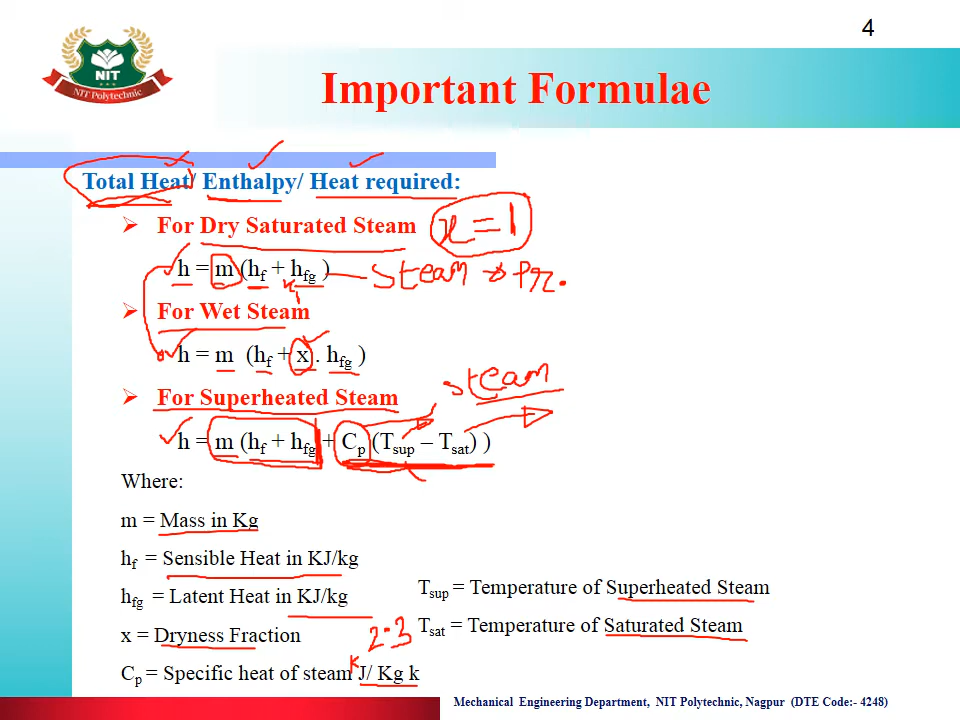 4
NIT
NIT Polytechnic
Important Formulae
Total Heat/ Enthalpy/ Heat required:
➢ For Dry Saturated Steam x = 1
h = m (hf + hfg ) steam → Pr.
x
➢ For Wet Steam
h = m (hf + x . hfg )
steam
➢ For Superheated Steam
h = m (hf + hfg + Cp (Tsup – Tsat) )
Where:
m = Mass in Kg
hf = Sensible Heat in KJ/kg
hfg = Latent Heat in KJ/kg
x = Dryness Fraction
2.3
Cp = Specific heat of steam kJ/ Kg k
Tsup = Temperature of Superheated Steam
Tsat = Temperature of Saturated Steam
Mechanical Engineering Department, NIT Polytechnic, Nagpur (DTE Code:- 4248)